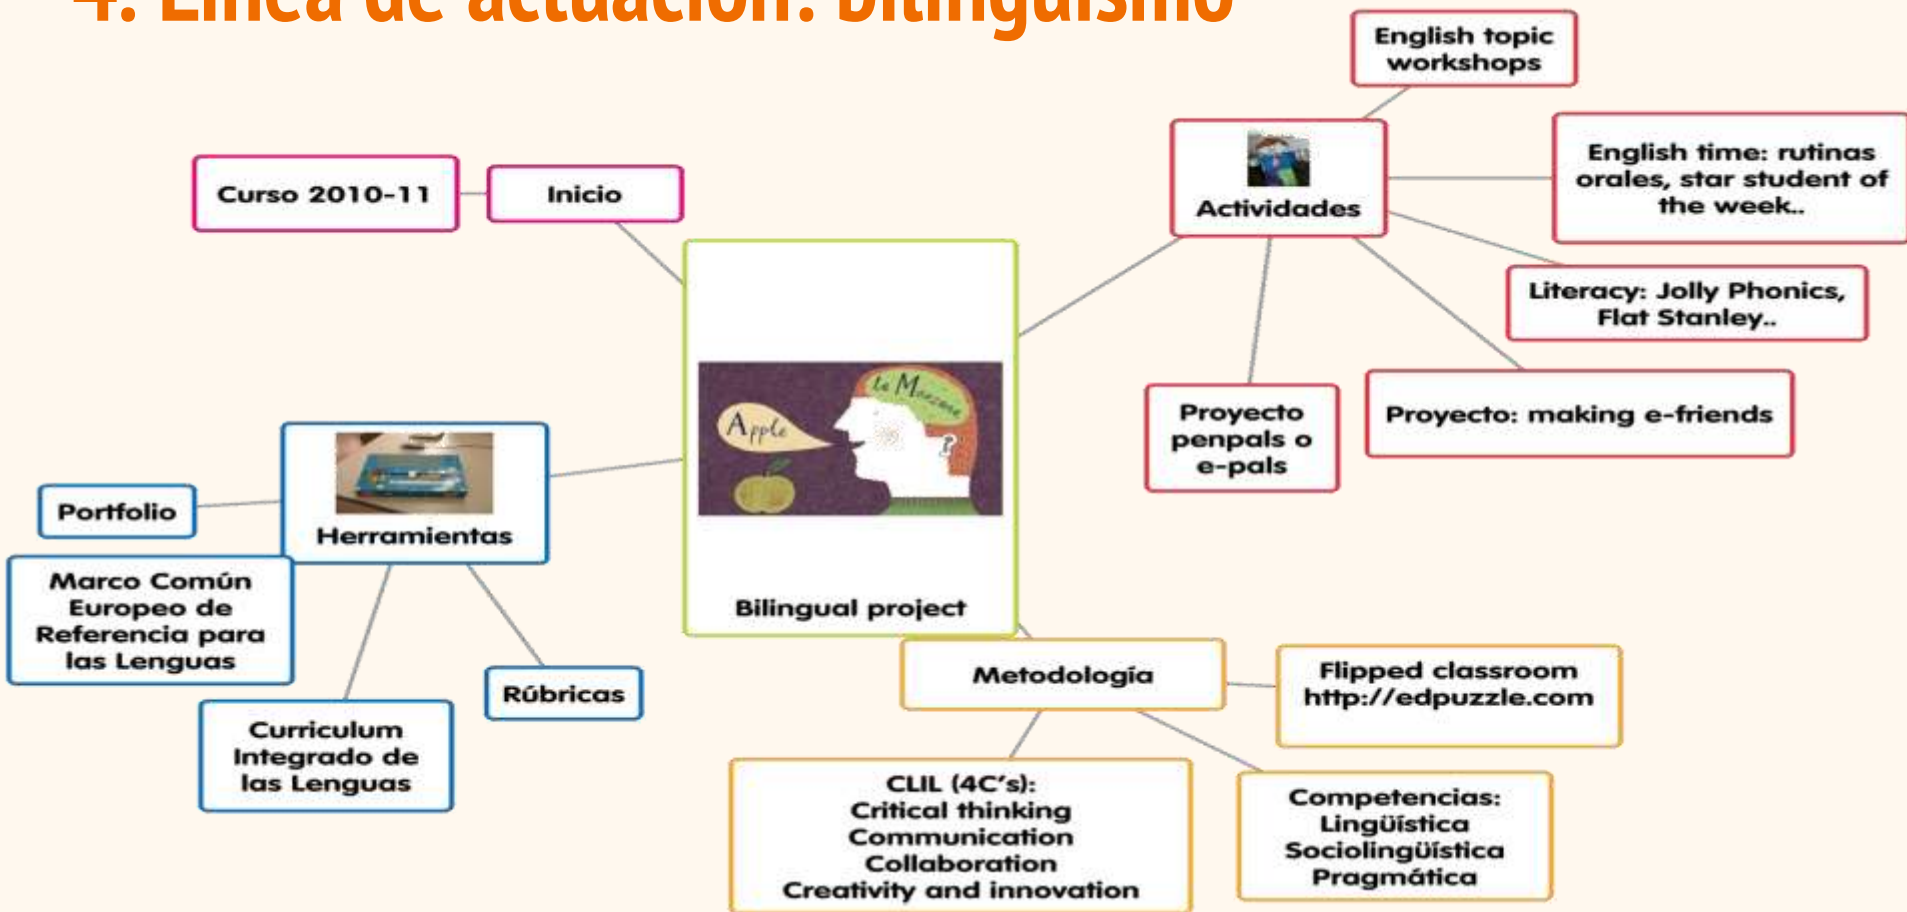 4. Línea de actuación: bilingüismo
English topic
workshops
Actividades
English time: rutinas
orales, star student of
the week..
Literacy: Jolly Phonics,
Flat Stanley..
Proyecto: making e-friends
Proyecto
penpals o
e-pals
Curso 2010-11
Inicio
Apple
la Manzana
?
Bilingual project
Herramientas
Portfolio
Marco Común
Europeo de
Referencia para
las Lenguas
Curriculum
Integrado de
las Lenguas
Rúbricas
Metodología
Flipped classroom
http://edpuzzle.com
CLIL (4C’s):
Critical thinking
Communication
Collaboration
Creativity and innovation
Competencias:
Lingüística
Sociolingüística
Pragmática